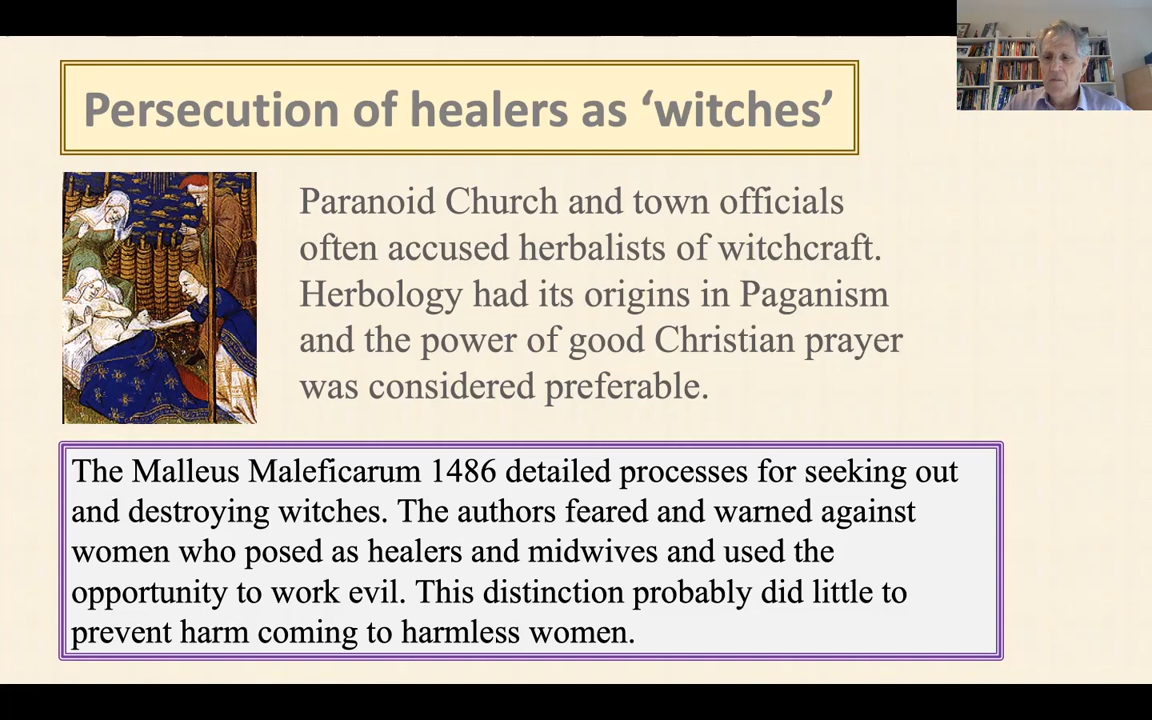 Persecution of healers as ‘witches’
Paranoid Church and town officials
often accused herbalists of witchcraft.
Herbology had its origins in Paganism
and the power of good Christian prayer
was considered preferable.
The Malleus Maleficarum 1486 detailed processes for seeking out
and destroying witches. The authors feared and warned against
women who posed as healers and midwives and used the
opportunity to work evil. This distinction probably did little to
prevent harm coming to harmless women.